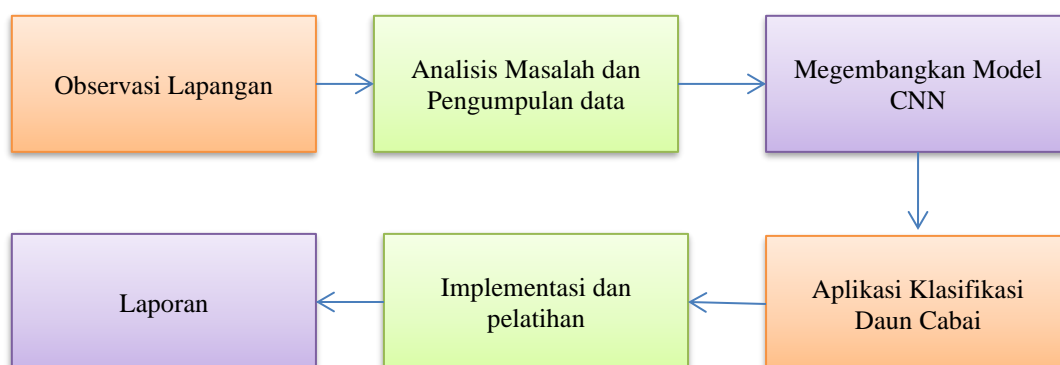 Observasi Lapangan
Analisis Masalah dan
Pengumpulan data
Megembangkan Model
CNN
Aplikasi Klasifikasi
Daun Cabai
Implementasi dan
pelatihan
Laporan